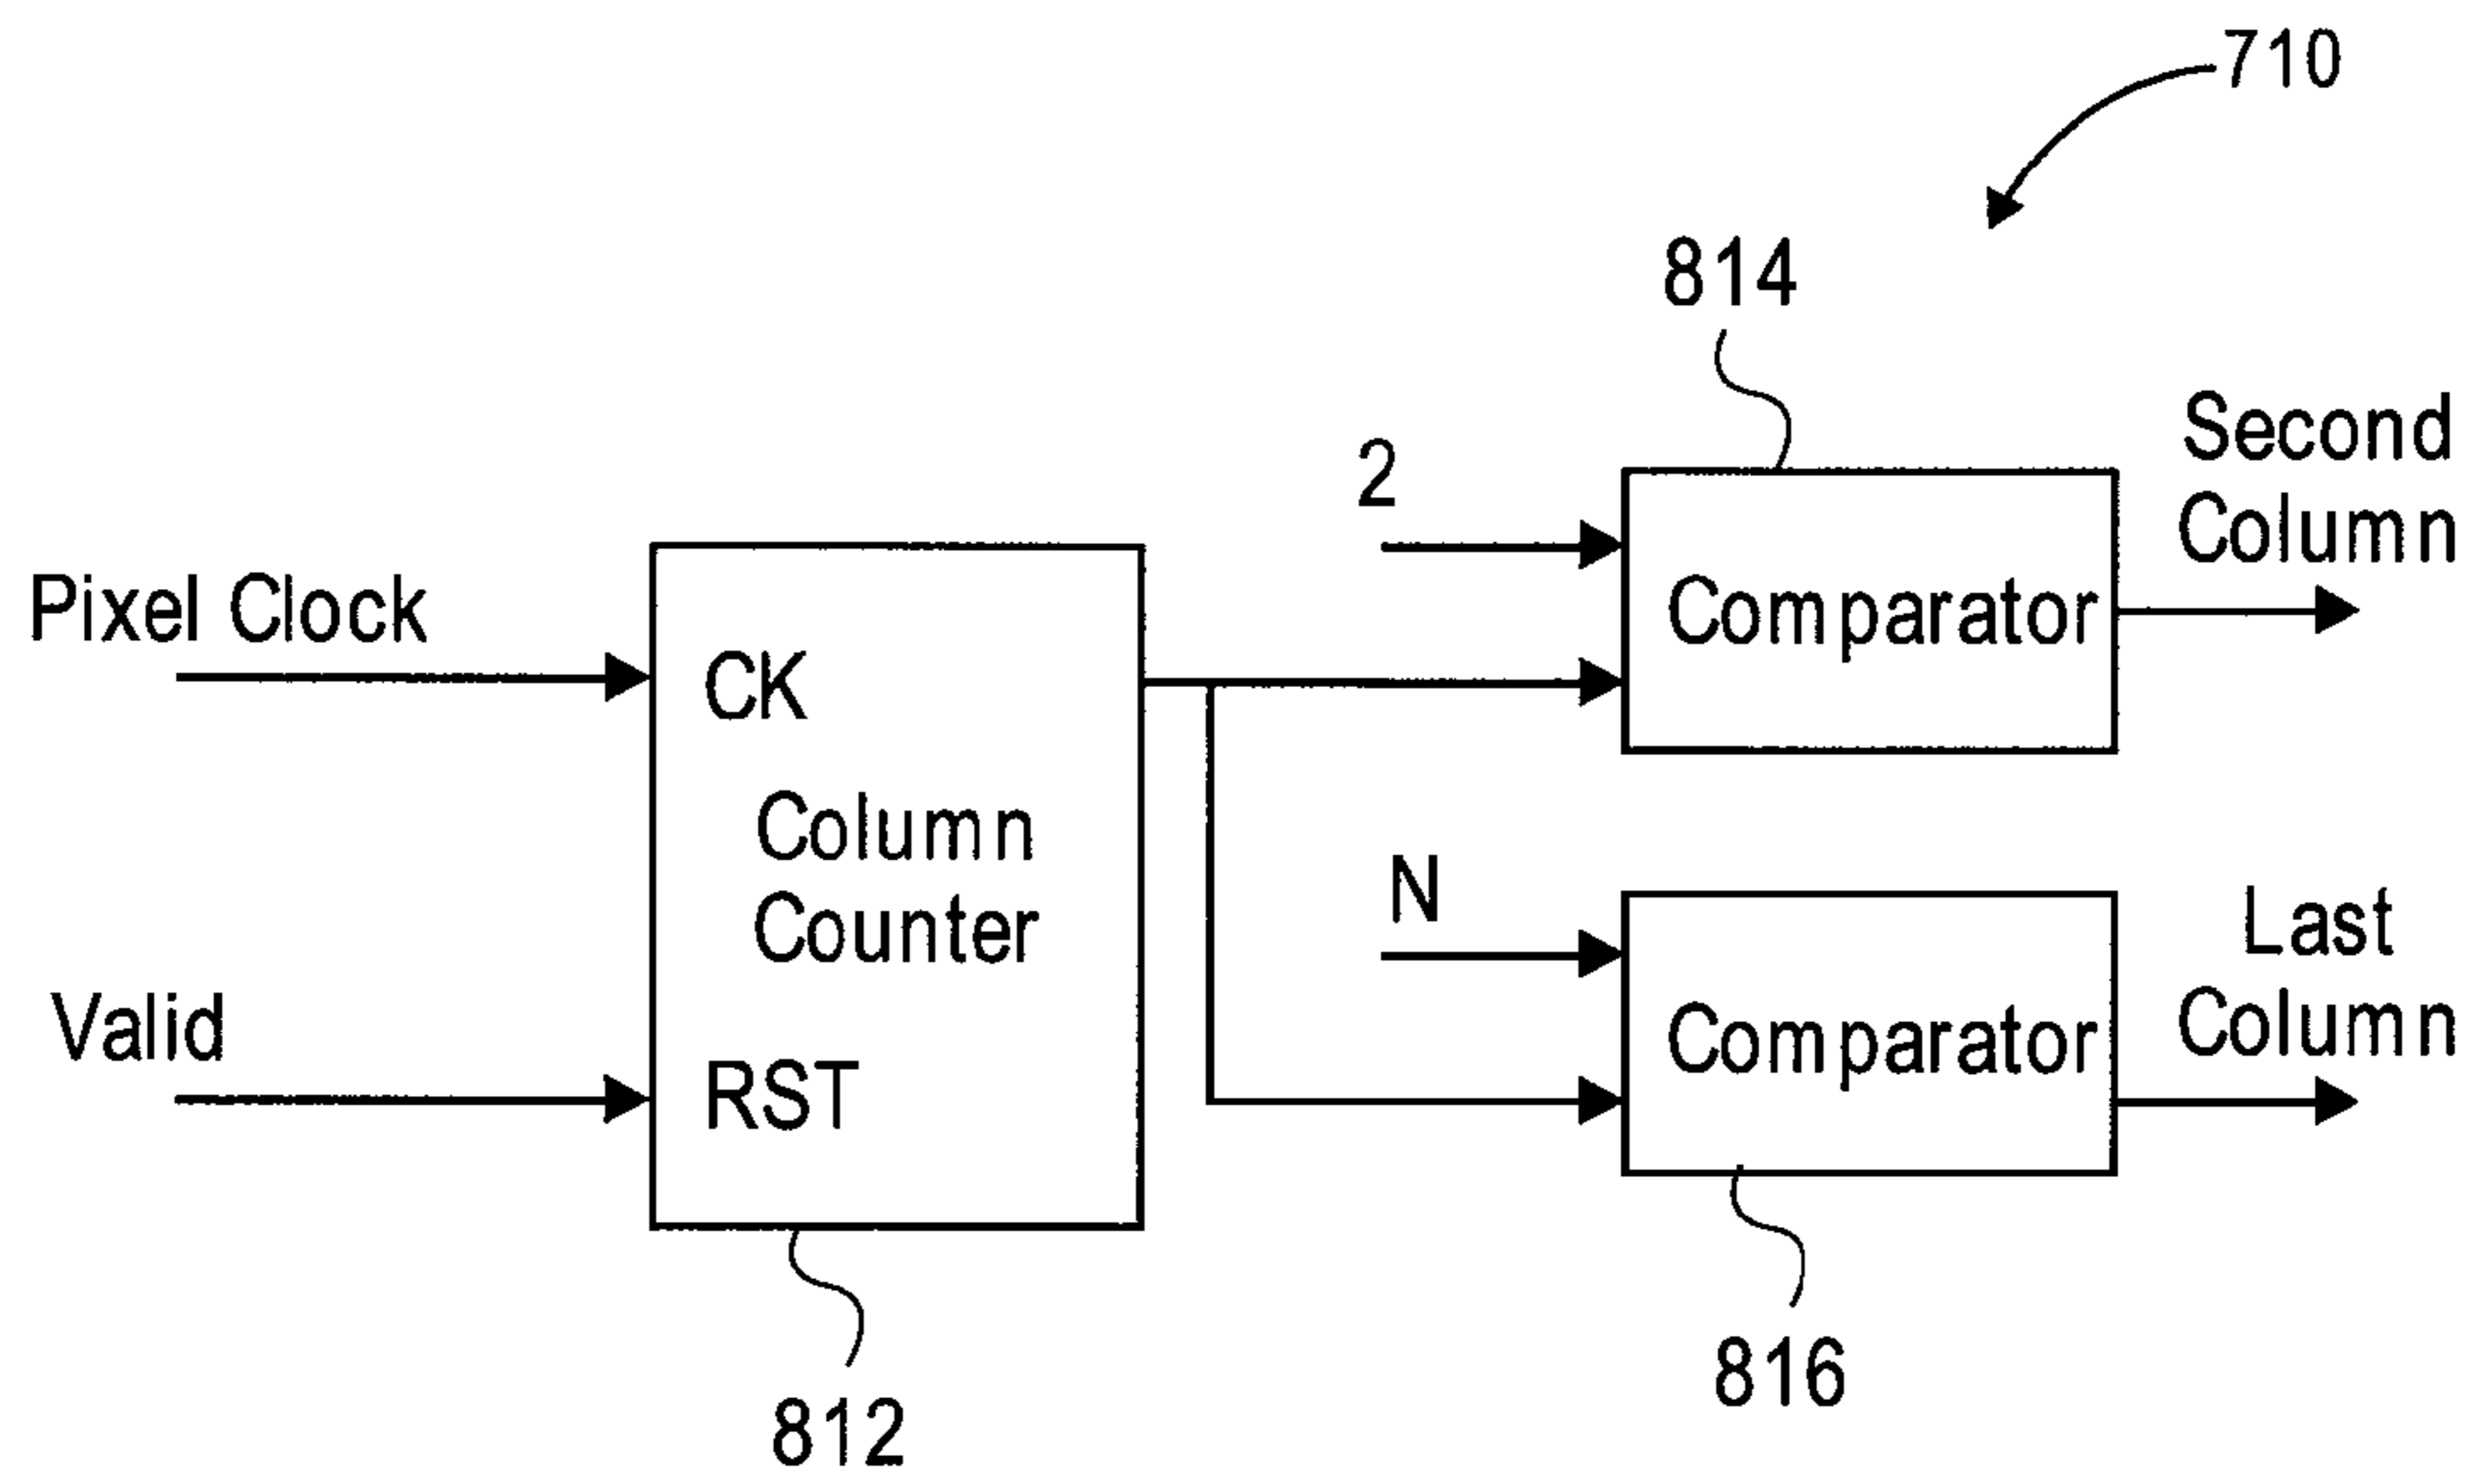 710
814
Second
Column
2
Comparator
Pixel Clock
CK
Column
Counter
Valid
RST
N
Comparator
Last
Column
816
812